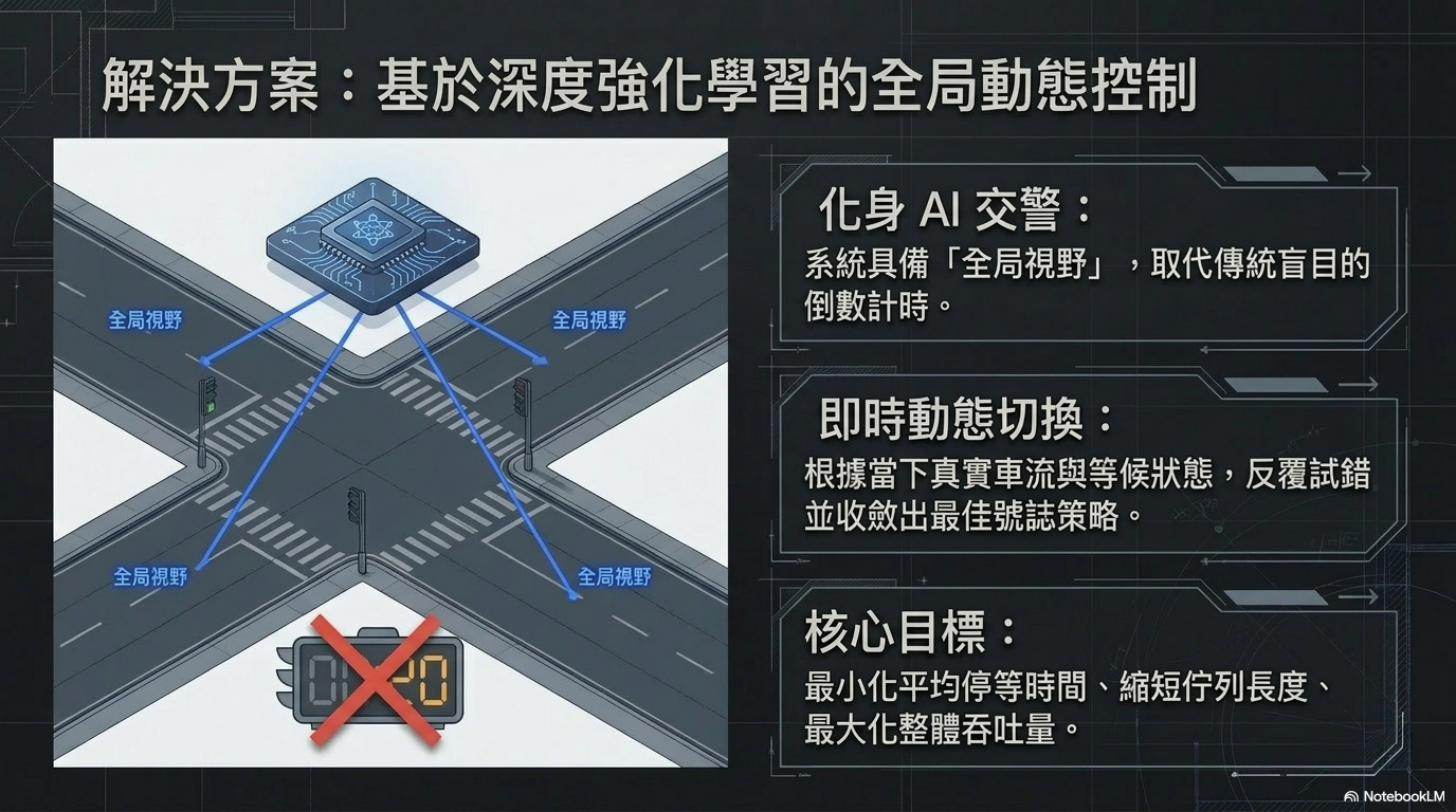 解決方案：基於深度強化學習的全局動態控制
全局視野
全局視野
全局視野
全局視野
化身 AI 交警：
系統具備「全局視野」，取代傳統盲目的
倒數計時。
即時動態切換：
根據當下真實車流與等候狀態，反覆試錯
並收斂出最佳號誌策略。
核心目標：
最小化平均停等時間、縮短佇列長度、
最大化整體吞吐量。
NotebookLM